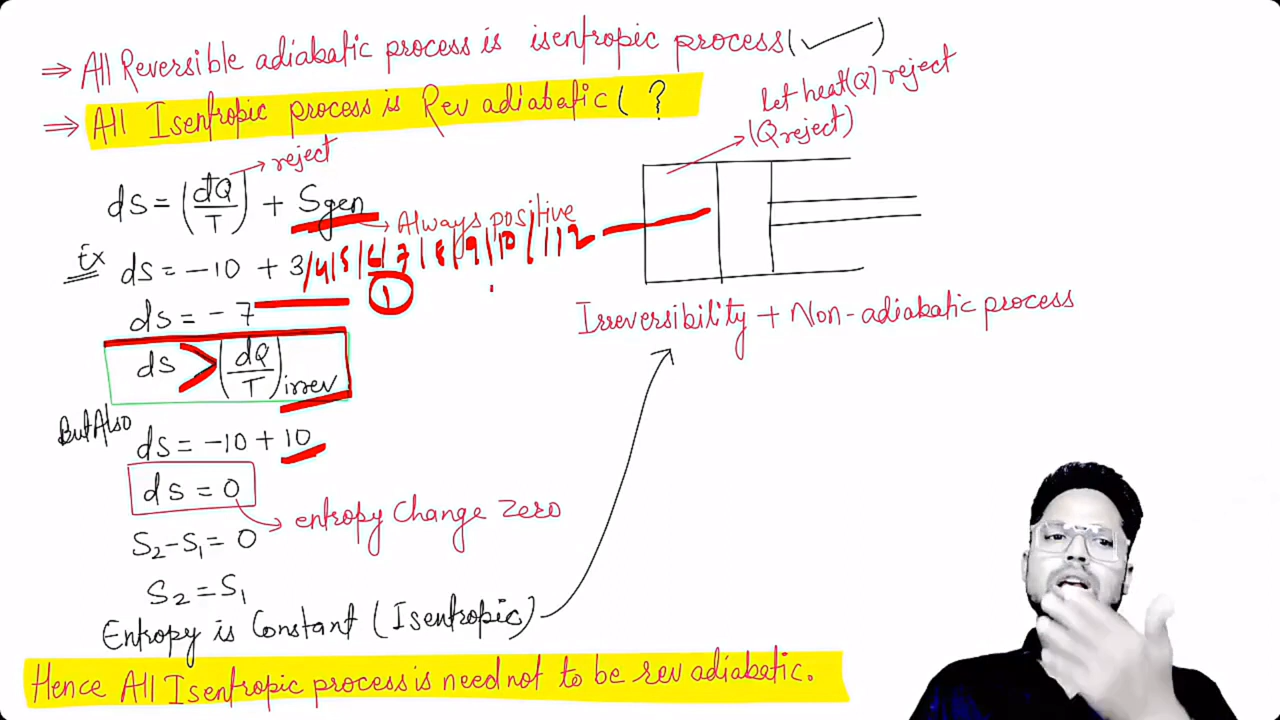 ⇒ All Reversible adiabatic process is isentropic process (✓)
⇒ All Isentropic process is Rev adiabatic ( ?
let heat(Q) reject
(Q reject)
→ reject
ds = (dQ/T) + Sgen
→ Always positive
Ex ds = -10 + 3/4/5/6/7/8/9/10/112
①
ds = -7
Irreversibility + Non-adiabatic process
ds > (dQ/T)irrev
But Also
ds = -10 + 10
ds = 0
→ entropy Change Zero
S2-S1 = 0
S2 = S1
Entropy is Constant (Isentropic)
Hence All Isentropic process is need not to be rev adiabatic.